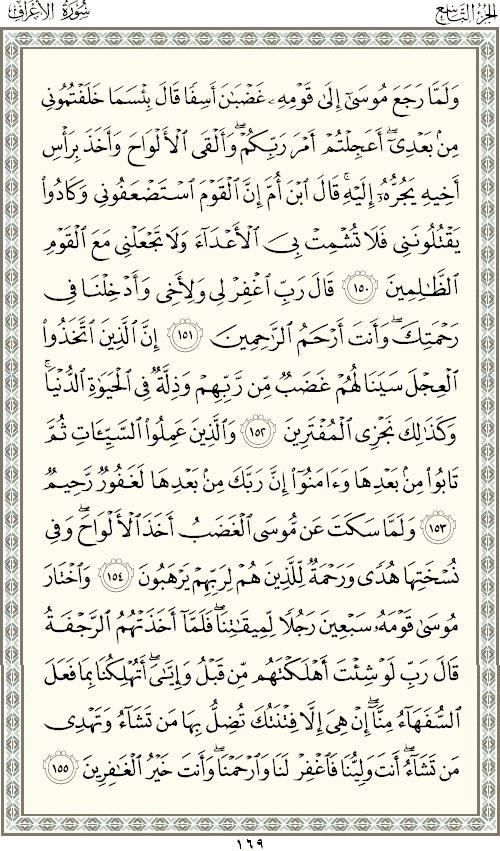 الجزء التاسع
سورة الأعراف
وَلَمَّا رَجَعَ مُوسَىٰٓ إِلَىٰ قَوْمِهِۦ غَضْبَٰنَ أَسِفًا قَالَ بِئْسَمَا خَلَفْتُمُونِى
مِنۢ بَعْدِىٓ ۖ أَعَجِلْتُمْ أَمْرَ رَبِّكُمْ ۖ وَأَلْقَى ٱلْأَلْوَاحَ وَأَخَذَ بِرَأْسِ
أَخِيهِ يَجُرُّهُۥٓ إِلَيْهِ ۚ قَالَ ٱبْنَ أُمَّ إِنَّ ٱلْقَوْمَ ٱسْتَضْعَفُونِى وَكَادُوا۟
يَقْتُلُونَنِى فَلَا تُشْمِتْ بِىَ ٱلْأَعْدَآءَ وَلَا تَجْعَلْنِى مَعَ ٱلْقَوْمِ
ٱلظَّٰلِمِينَ ١٥٠ قَالَ رَبِّ ٱغْفِرْ لِى وَلِأَخِى وَأَدْخِلْنَا فِى
رَحْمَتِكَ ۖ وَأَنتَ أَرْحَمُ ٱلرَّٰحِمِينَ ١٥١ إِنَّ ٱلَّذِينَ ٱتَّخَذُوا۟
ٱلْعِجْلَ سَيَنَالُهُمْ غَضَبٌ مِّن رَّبِّهِمْ وَذِلَّةٌ فِى ٱلْحَيَوٰةِ ٱلدُّنْيَا ۚ
وَكَذَٰلِكَ نَجْزِى ٱلْمُفْتَرِينَ ١٥٢ وَٱلَّذِينَ عَمِلُوا۟ ٱلسَّيِّـَٔاتِ ثُمَّ
تَابُوا۟ مِنۢ بَعْدِهَا وَءَامَنُوٓا۟ إِنَّ رَبَّكَ مِنۢ بَعْدِهَا لَغَفُورٌ رَّحِيمٌ
١٥٣ وَلَمَّا سَكَتَ عَن مُّوسَى ٱلْغَضَبُ أَخَذَ ٱلْأَلْوَاحَ ۖ وَفِى
نُسْخَتِهَا هُدًى وَرَحْمَةٌ لِّلَّذِينَ هُمْ لِرَبِّهِمْ يَرْهَبُونَ ١٥٤ وَٱخْتَارَ
مُوسَىٰ قَوْمَهُۥ سَبْعِينَ رَجُلًا لِّمِيقَٰتِنَا ۖ فَلَمَّآ أَخَذَتْهُمُ ٱلرَّجْفَةُ
قَالَ رَبِّ لَوْ شِئْتَ أَهْلَكْتَهُم مِّن قَبْلُ وَإِيَّٰىَ ۖ أَتُهْلِكُنَا بِمَا فَعَلَ
ٱلسُّفَهَآءُ مِنَّآ ۖ إِنْ هِىَ إِلَّا فِتْنَتُكَ تُضِلُّ بِهَا مَن تَشَآءُ وَتَهْدِى
مَن تَشَآءُ ۖ أَنتَ وَلِيُّنَا فَٱغْفِرْ لَنَا وَٱرْحَمْنَا ۖ وَأَنتَ خَيْرُ ٱلْغَٰفِرِينَ ١٥٥
١٦٩